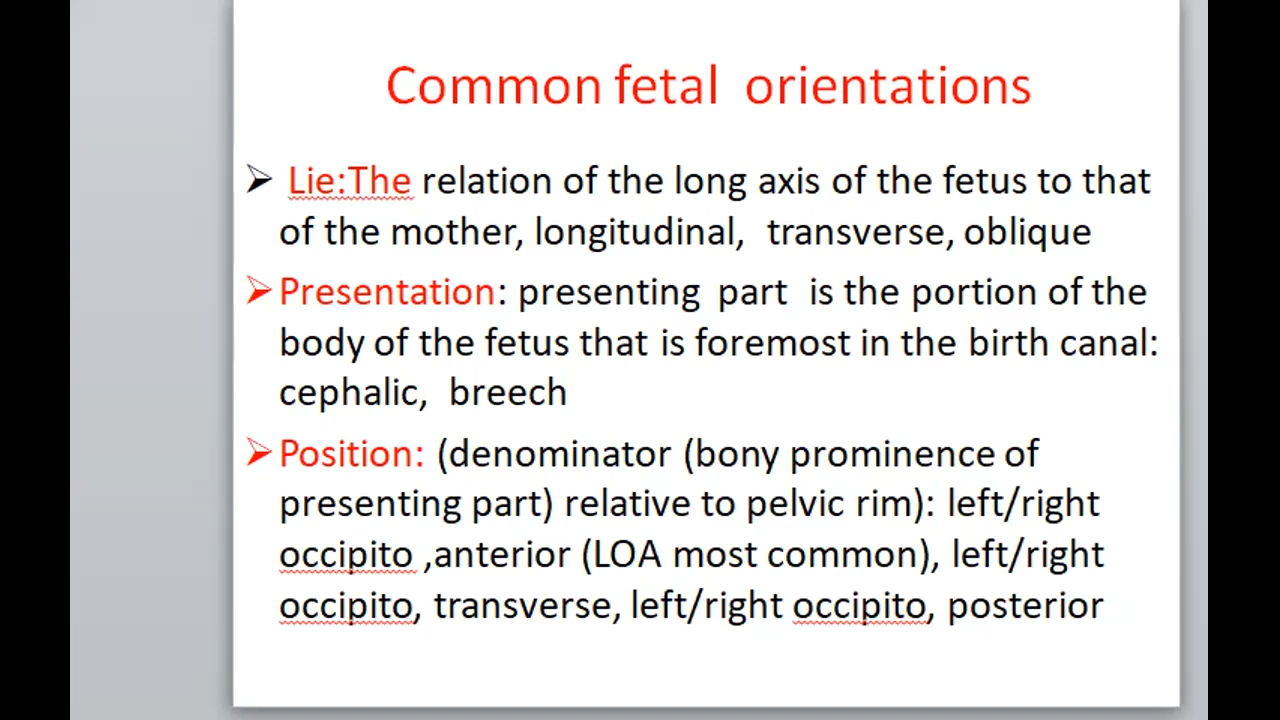 Common fetal orientations
Lie:The relation of the long axis of the fetus to that
of the mother, longitudinal, transverse, oblique
Presentation: presenting part is the portion of the
body of the fetus that is foremost in the birth canal:
cephalic, breech
Position: (denominator (bony prominence of
presenting part) relative to pelvic rim): left/right
occipito ,anterior (LOA most common), left/right
occipito, transverse, left/right occipito, posterior